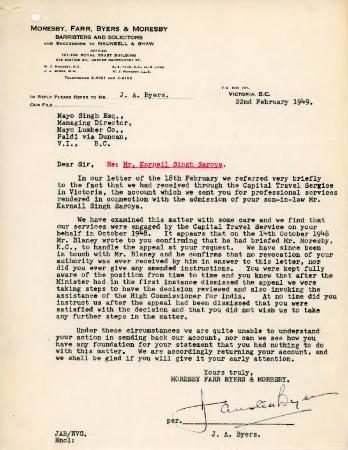 MORESBY, FARR, BYERS & MORESBY
BARRISTERS AND SOLICITORS
AND SUCCESSORS TO MAUNSELL & SHAW
OFFICES
ROYAL TRUST BUILDING
IN REPLY PLEASE REFER TO MR. J. A. Byers.
OUR FILE
VICTORIA, B.C.
22nd February 1949.
Mayo Singh Esq.,
Managing Director,
Mayo Lumber Co.,
Paldi via Duncan,
V.I., B.C.
Dear Sir, Re: Mr. Karnail Singh Saroya.
In our letter of the 18th February we referred very briefly
to the fact that we had received through the Capital Travel Service
in Victoria, the account which we sent you for professional services
rendered in connection with the admission of your son-in-law Mr.
Karnail Singh Saroya.
We have examined this matter with some care and we find that
our services were engaged by the Capital Travel Service on your
behalf in October 1948. It appears that on the 14th October 1948
Mr. Blaney wrote to you confirming that he had briefed Mr. Moresby,
K.C., to handle the appeal at your request. We have since been
in touch with Mr. Blaney and he confirms that no revocation of your
authority was ever received by him in answer to this letter, nor
did you ever give any amended instructions. You were kept fully
aware of the position from time to time and you knew that after the
Minister had in the first instance dismissed the appeal we were
taking steps to have the decision reviewed and also invoking the
assistance of the High Commissioner for India. At no time did you
instruct us after the appeal had been dismissed that you were
satisfied with the decision and that you did not wish us to take
any further steps in the matter.
Under these circumstances we are quite unable to understand
your action in sending back our account, nor can we see how you
have any foundation for your statement that you had nothing to do
with this matter. We are accordingly returning your account, and
we shall be glad if you will give it your early attention.
Yours truly,
MORESBY FARR BYERS & MORESBY.
per.
J. A. Byers.
JAB/NVG.
Encl: